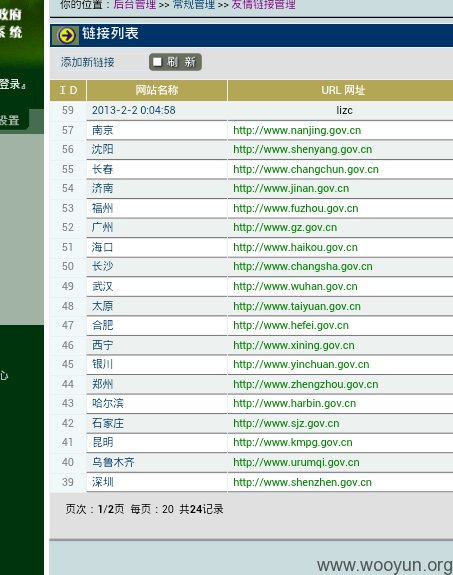 你的位置：后台管理 >> 常规管理 >> 友情链接管理
政府
系统
链接列表
登录』
添加新链接 刷 新
设置
I D 网站名称 URL 网址
59 2013-2-2 0:04:58 lizc
57 南京 http://www.nanjing.gov.cn
56 沈阳 http://www.shenyang.gov.cn
55 长春 http://www.changchun.gov.cn
54 济南 http://www.jinan.gov.cn
53 福州 http://www.fuzhou.gov.cn
52 广州 http://www.gz.gov.cn
51 海口 http://www.haikou.gov.cn
50 长沙 http://www.changsha.gov.cn
49 武汉 http://www.wuhan.gov.cn
48 太原 http://www.taiyuan.gov.cn
47 合肥 http://www.hefei.gov.cn
46 西宁 http://www.xining.gov.cn
45 银川 http://www.yinchuan.gov.cn
44 郑州 http://www.zhengzhou.gov.cn
43 哈尔滨 http://www.harbin.gov.cn
42 石家庄 http://www.sjz.gov.cn
41 昆明 http://www.kmpg.gov.cn
40 乌鲁木齐 http://www.urumqi.gov.cn
39 深圳 http://www.shenzhen.gov.cn
心
页次：1/2页 每页：20 共24记录
www.wooyun.org